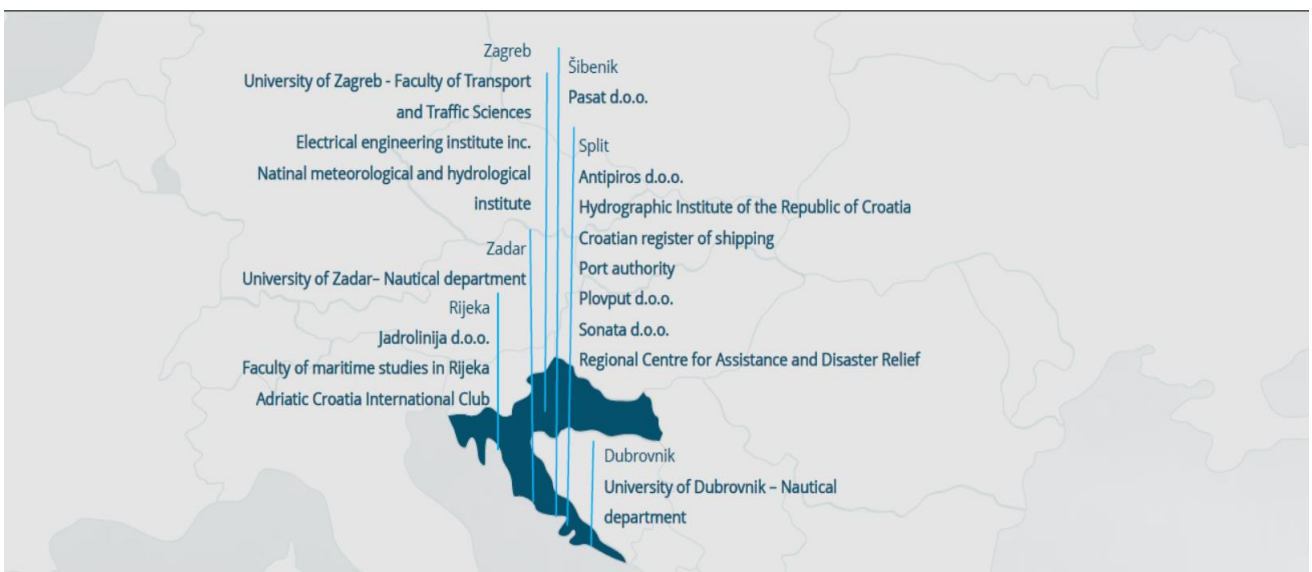 Zagreb
University of Zagreb - Faculty of Transport
and Traffic Sciences
Electrical engineering institute inc.
Natinal meteorological and hydrological
institute
Zadar
University of Zadar– Nautical department
Rijeka
Jadrolinija d.o.o.
Faculty of maritime studies in Rijeka
Adriatic Croatia International Club
Šibenik
Pasat d.o.o.
Split
Antipiros d.o.o.
Hydrographic Institute of the Republic of Croatia
Croatian register of shipping
Port authority
Plovput d.o.o.
Sonata d.o.o.
Regional Centre for Assistance and Disaster Relief
Dubrovnik
University of Dubrovnik – Nautical
department